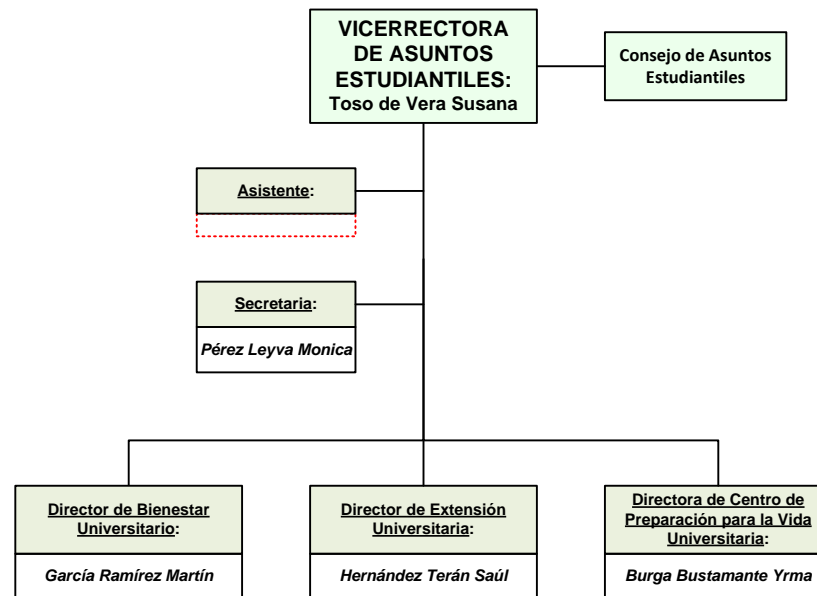 VICERRECTORA
DE ASUNTOS
ESTUDIANTILES:
Toso de Vera Susana
Consejo de Asuntos
Estudiantiles
Asistente:
Secretaria:
Pérez Leyva Monica
Director de Bienestar
Universitario:
García Ramírez Martín
Director de Extensión
Universitaria:
Hernández Terán Saúl
Directora de Centro de
Preparación para la Vida
Universitaria:
Burga Bustamante Yrma